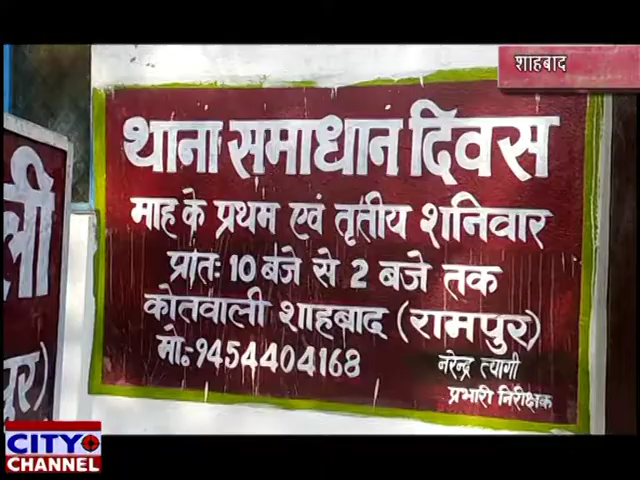 शाहबाद
थाना समाधान दिवस
माह के प्रथम एवं तृतीय शनिवार
प्रांतः 10 बजे से 2 बजे तक
कोतवाली शाहबाद (रामपुर)
मो.-9454404168
नरेन्द्र त्यागी
प्रभारी निरीक्षक
ली
पुर)
CITY
CHANNEL